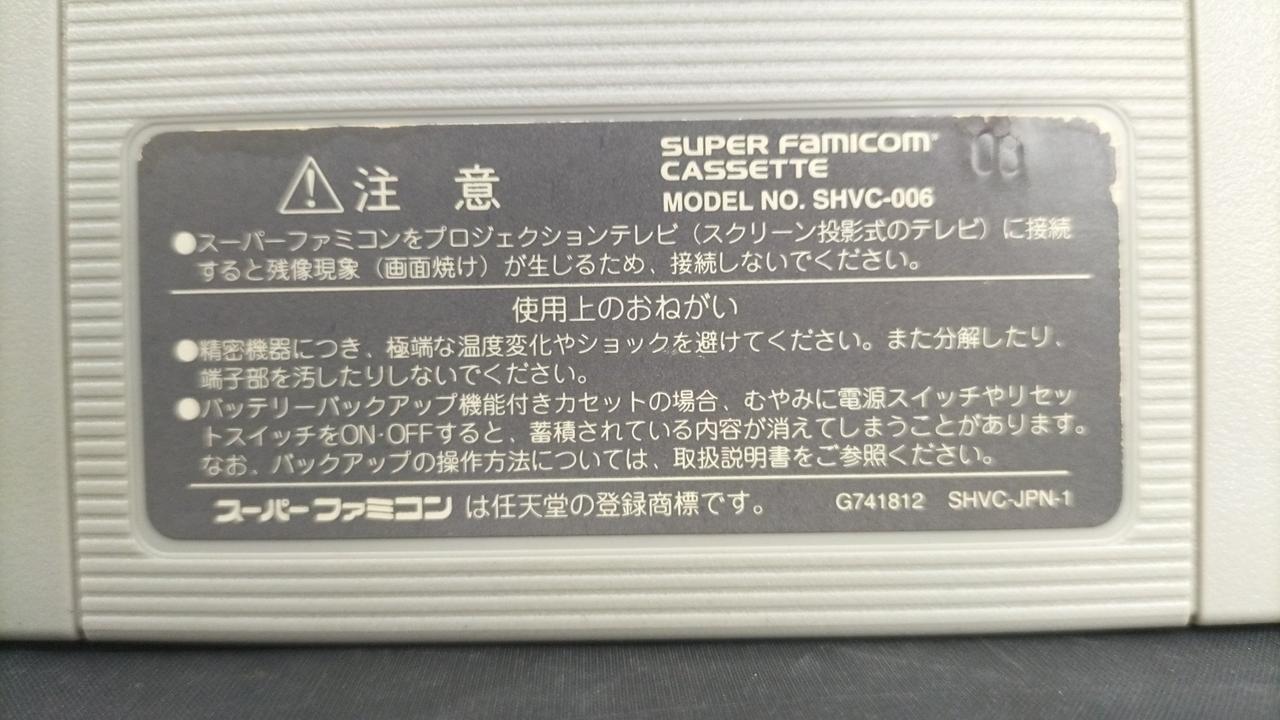 注 意
SUPER FAMICOM
CASSETTE
MODEL NO. SHVC-006
●スーパーファミコンをプロジェクションテレビ（スクリーン投影式のテレビ）に接続
すると残像現象（画面焼け）が生じるため、接続しないでください。
使用上のおねがい
●精密機器につき、極端な温度変化やショックを避けてください。また分解したり、
端子部を汚したりしないでください。
●バッテリーバックアップ機能付きカセットの場合、むやみに電源スイッチやリセッ
トスイッチをON·OFFすると、蓄積されている内容が消えてしまうことがあります。
なお、バックアップの操作方法については、取扱説明書をご参照ください。
スーパーファミコン は任天堂の登録商標です。 G741812 SHVC-JPN-1